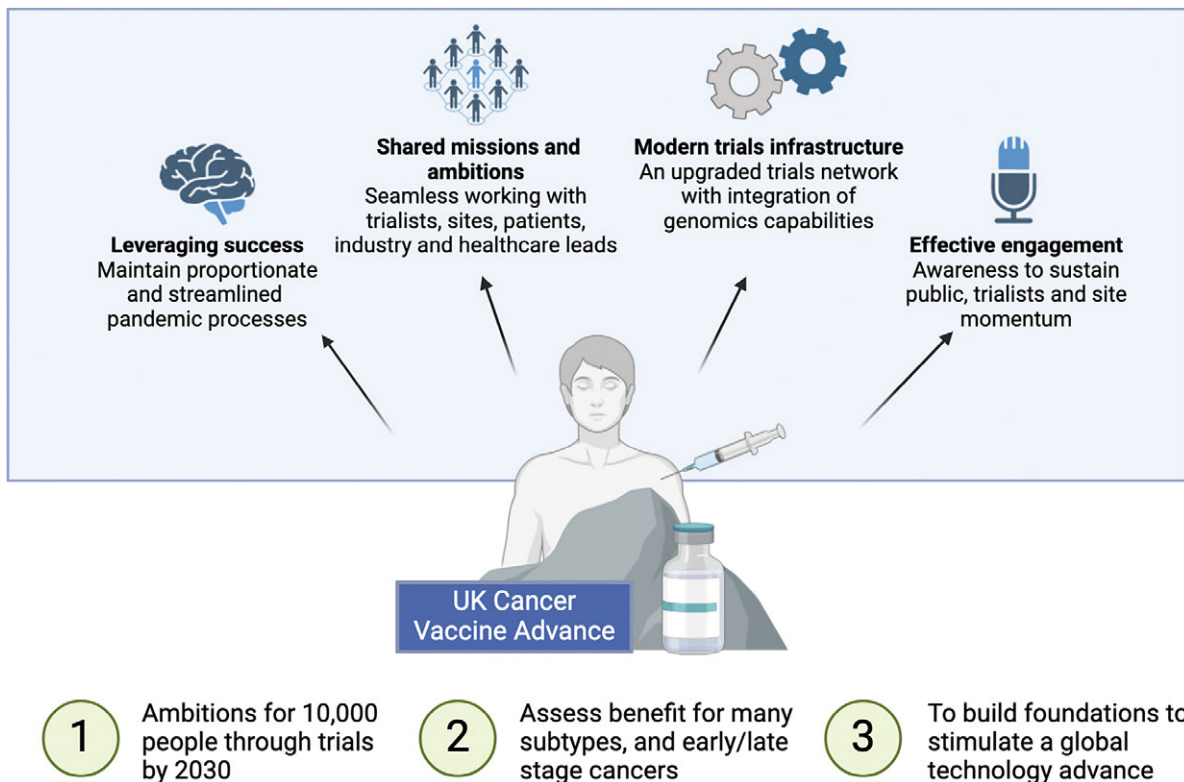 Leveraging success
Maintain proportionate
and streamlined
pandemic processes
Shared missions and
ambitions
Seamless working with
trialists, sites, patients,
industry and healthcare leads
Modern trials infrastructure
An upgraded trials network
with integration of
genomics capabilities
Effective engagement
Awareness to sustain
public, trialists and site
momentum
UK Cancer
Vaccine Advance
1
Ambitions for 10,000
people through trials
by 2030
2
Assess benefit for many
subtypes, and early/late
stage cancers
3
To build foundations to
stimulate a global
technology advance